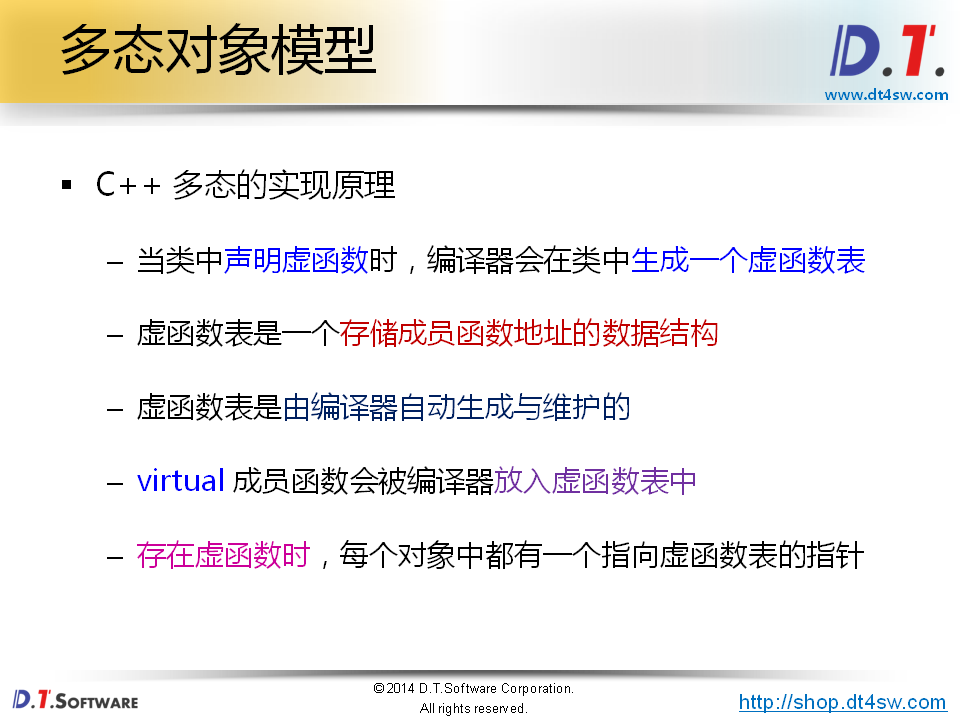 多态对象模型
D.T.
www.dt4sw.com
▪ C++ 多态的实现原理
– 当类中声明虚函数时，编译器会在类中生成一个虚函数表
– 虚函数表是一个存储成员函数地址的数据结构
– 虚函数表是由编译器自动生成与维护的
– virtual 成员函数会被编译器放入虚函数表中
– 存在虚函数时，每个对象中都有一个指向虚函数表的指针
D.T.SOFTWARE
©2014 D.T.Software Corporation.
All rights reserved.
http://shop.dt4sw.com